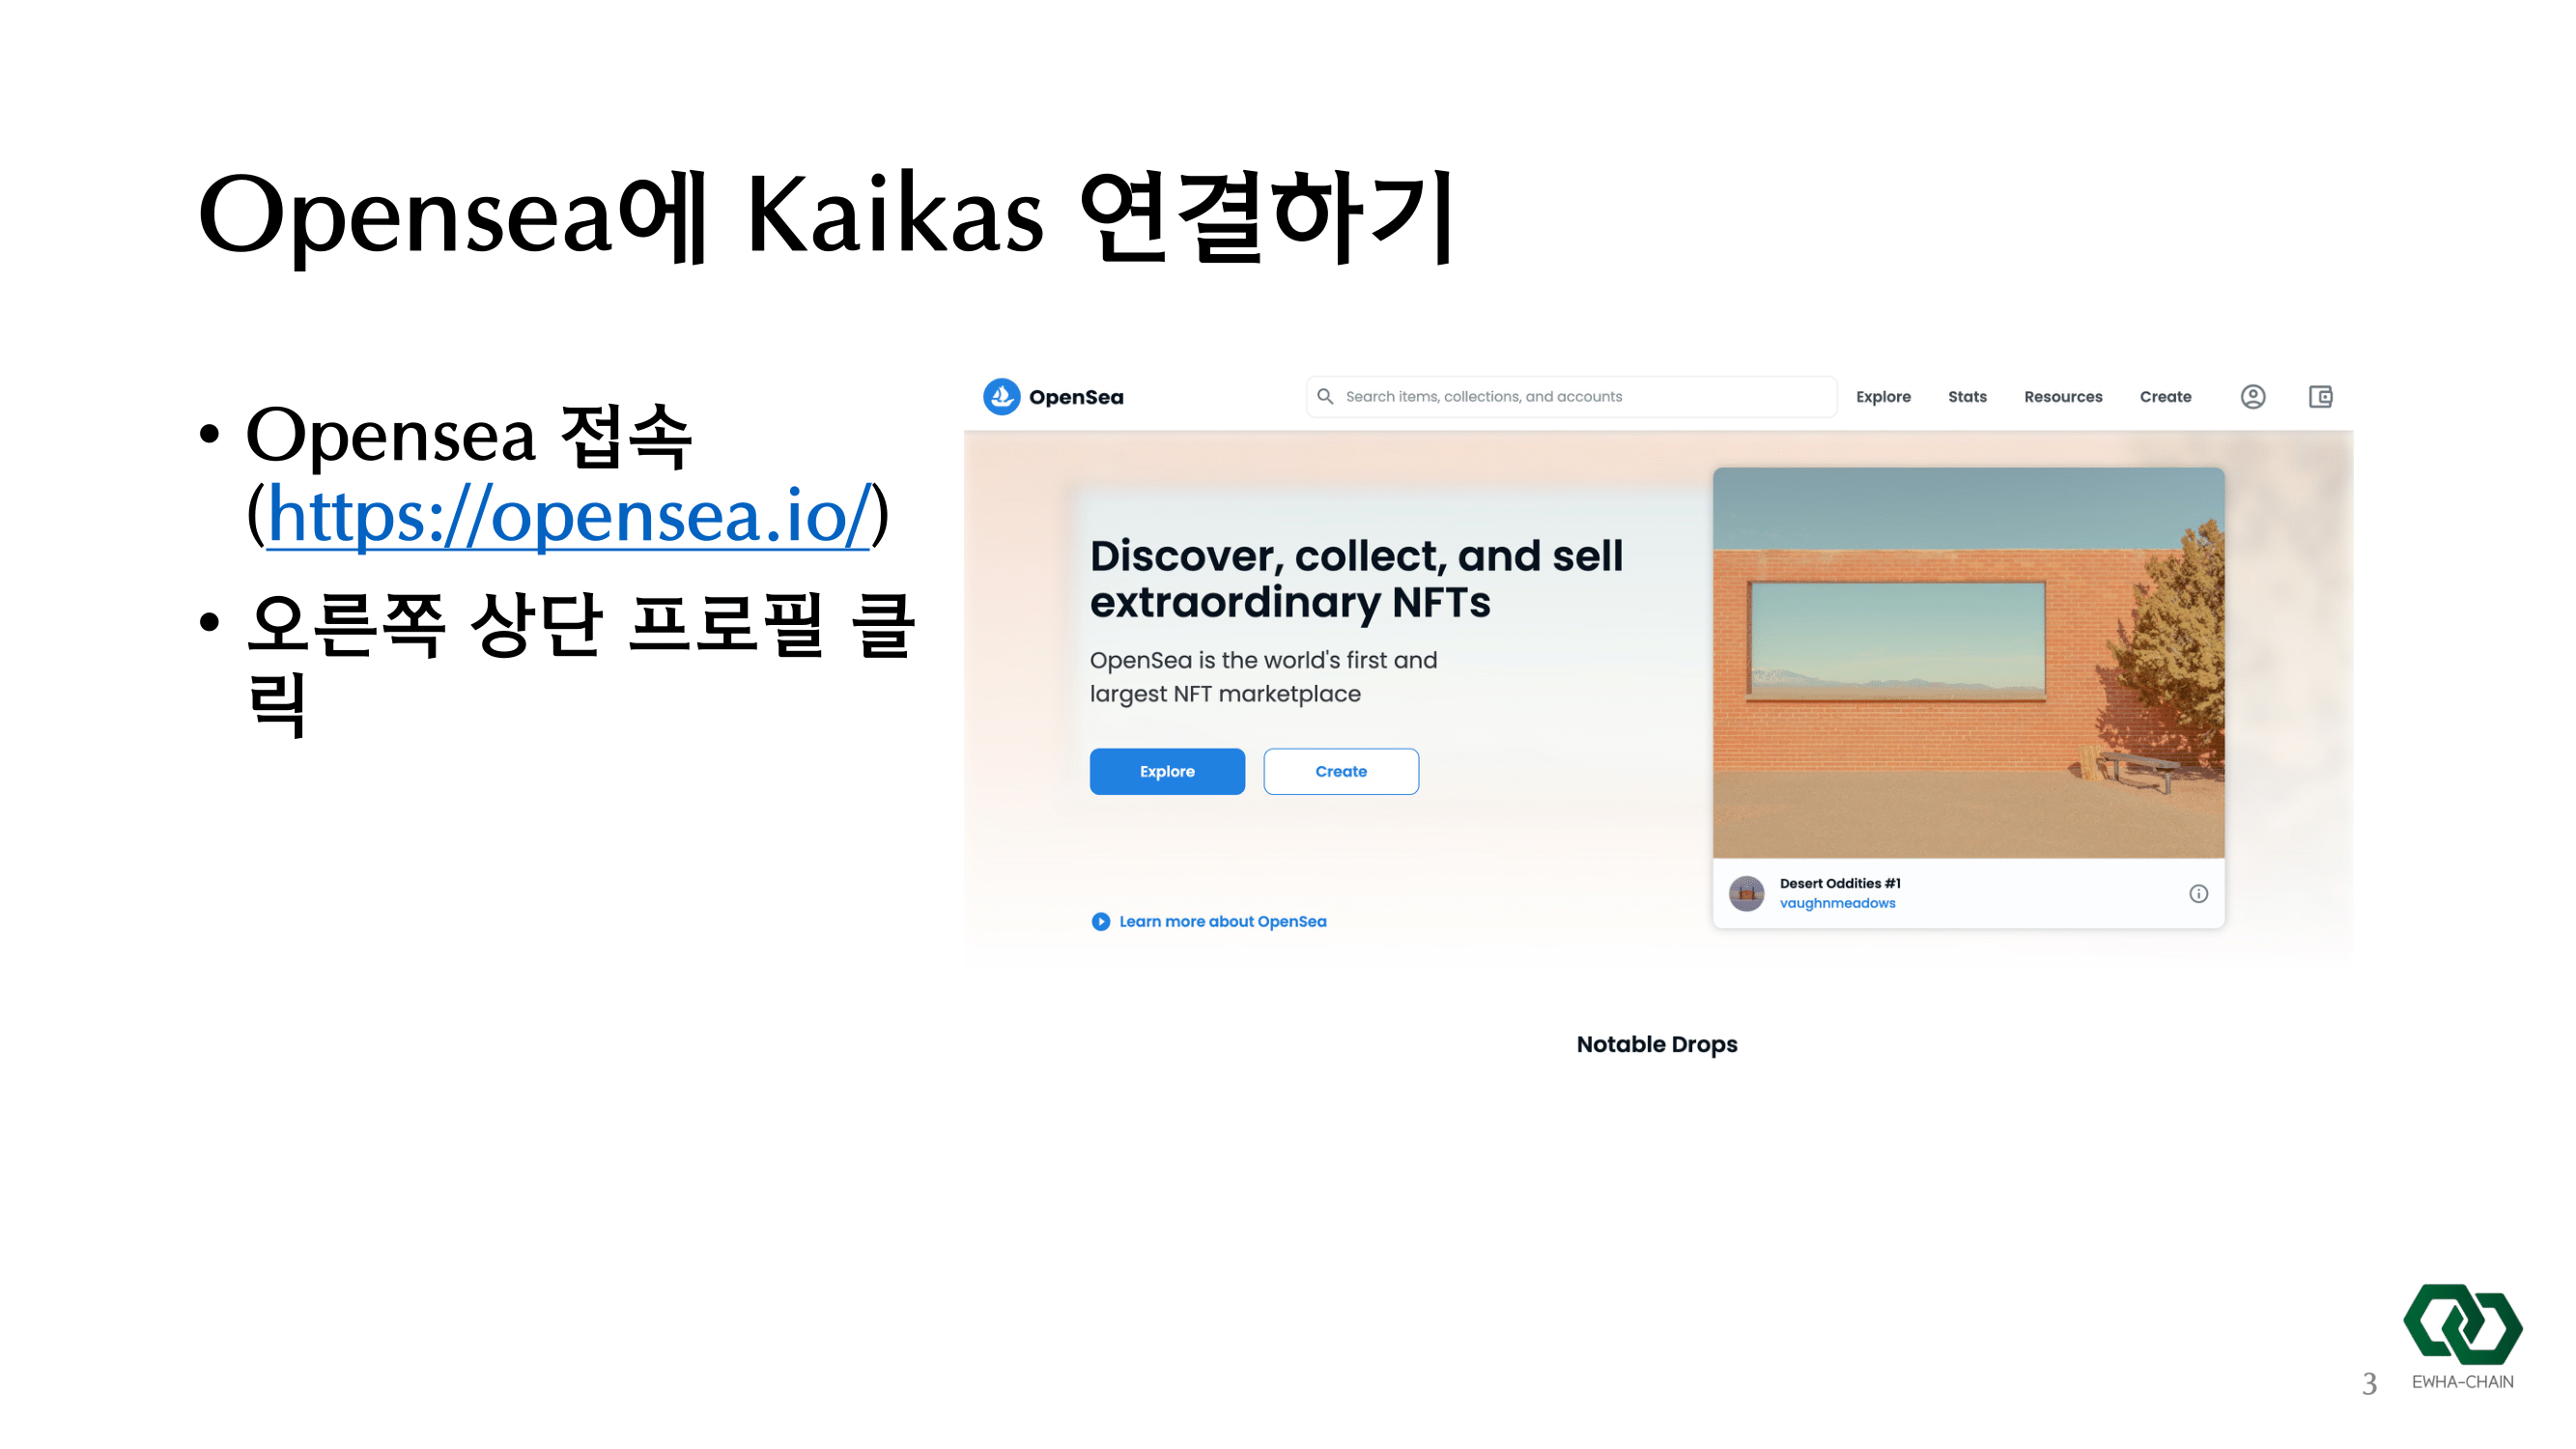 Opensea에 Kaikas 연결하기
• Opensea 접속
(https://opensea.io/)
• 오른쪽 상단 프로필 클
릭
OpenSea
Search items, collections, and accounts
Explore
Stats
Resources
Create
Discover, collect, and sell
extraordinary NFTs
OpenSea is the world's first and
largest NFT marketplace
Explore
Create
Learn more about OpenSea
Desert Oddities #1
vaughnmeadows
Notable Drops
3
EWHA-CHAIN